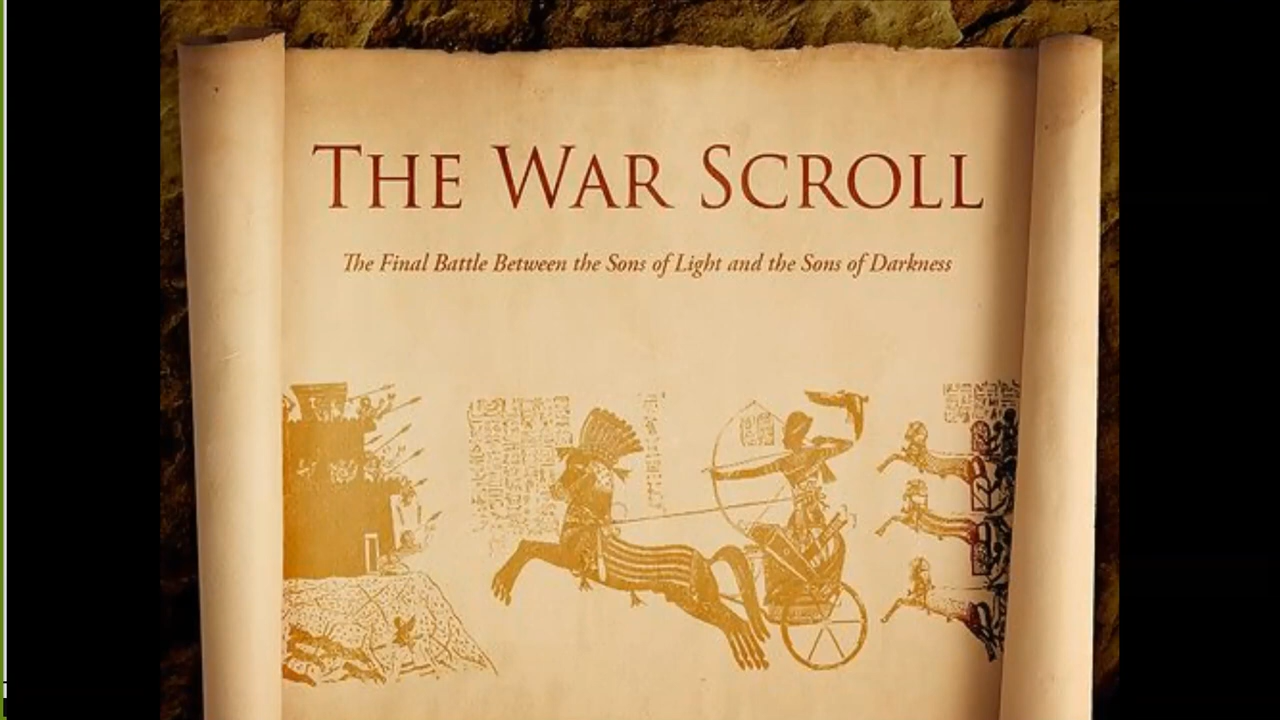 THE WAR SCROLL
The Final Battle Between the Sons of Light and the Sons of Darkness